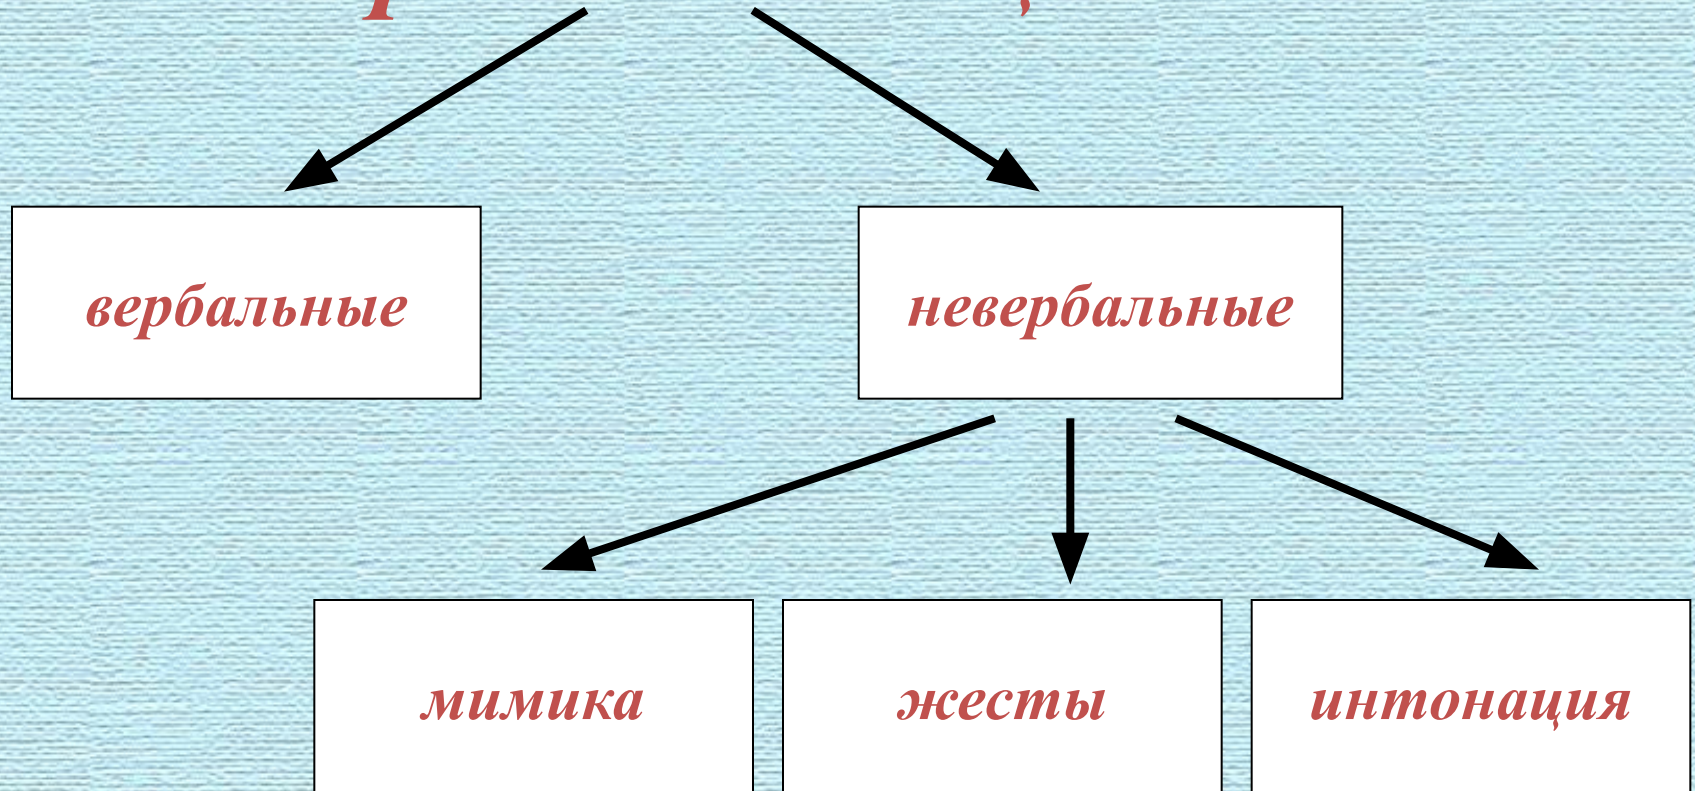 вербальные невербальные
мимика жесты интонация